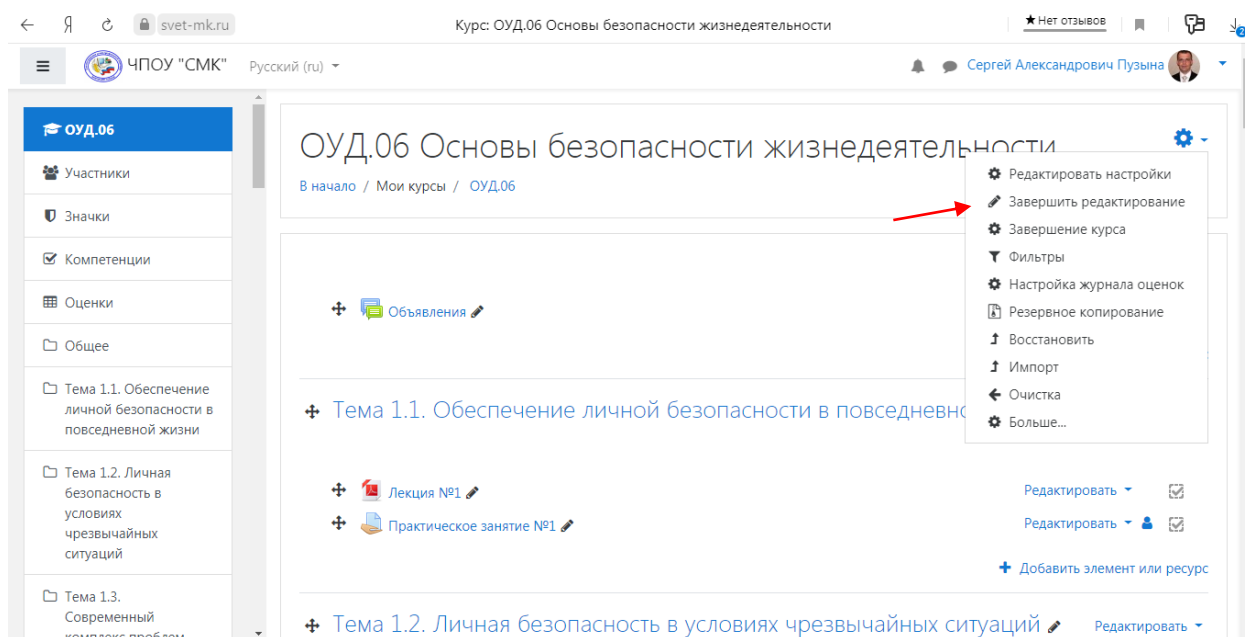 svet-mk.ru
Курс: ОУД.06 Основы безопасности жизнедеятельности
★ Нет отзывов
2
ЧПОУ "СМК"
Русский (ru)
Сергей Александрович Пузына
ОУД.06
Участники
Значки
Компетенции
Оценки
Общее
Тема 1.1. Обеспечение
личной безопасности в
повседневной жизни
Тема 1.2. Личная
безопасность в
условиях
чрезвычайных
ситуаций
Тема 1.3.
Современный
комплекс проблем
ОУД.06 Основы безопасности жизнедеятельности
В начало / Мои курсы / ОУД.06
Редактировать настройки
Завершить редактирование
Завершение курса
Фильтры
Настройка журнала оценок
Резервное копирование
Восстановить
Импорт
Очистка
Больше...
Объявления
Тема 1.1. Обеспечение личной безопасности в повседневно
Лекция №1
Редактировать
Практическое занятие №1
Редактировать
Добавить элемент или ресурс
Тема 1.2. Личная безопасность в условиях чрезвычайных ситуаций
Редактировать